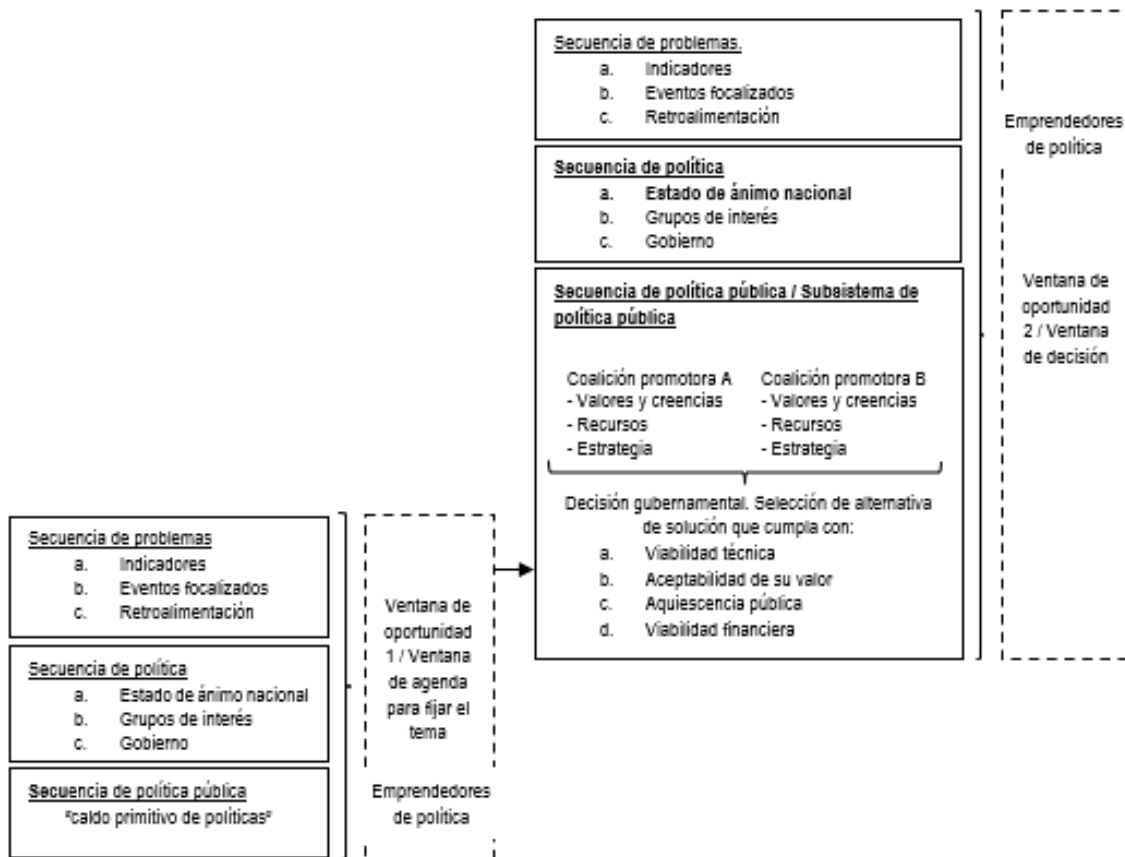 Secuencia de problemas.
a. Indicadores
b. Eventos focalizados
c. Retroalimentación
Secuencia de política
a. Estado de ánimo nacional
b. Grupos de interés
c. Gobierno
Secuencia de política pública / Subsistema de
política pública
Coalición promotora A
- Valores y creencias
- Recursos
- Estrategia
Coalición promotora B
- Valores y creencias
- Recursos
- Estrategia
Decisión gubernamental. Selección de alternativa
de solución que cumpla con:
a. Viabilidad técnica
b. Aceptabilidad de su valor
c. Aquiescencia pública
d. Viabilidad financiera
Emprendedores
de política
Ventana de
oportunidad
2 / Ventana
de decisión
Secuencia de problemas
a. Indicadores
b. Eventos focalizados
c. Retroalimentación
Secuencia de política
a. Estado de ánimo nacional
b. Grupos de interés
c. Gobierno
Secuencia de política pública
"caldo primitivo de políticas"
Ventana de
oportunidad
1 / Ventana
de agenda
para fijar el
tema
Emprendedores
de política